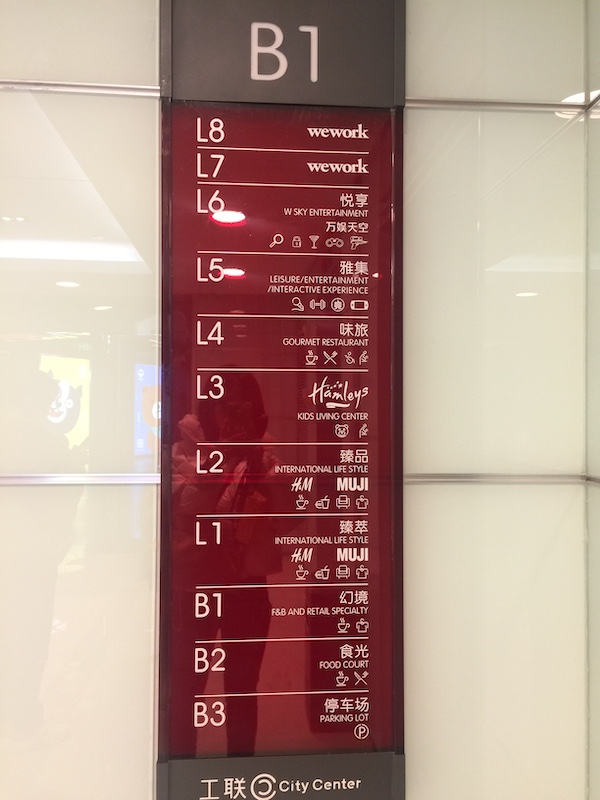 B1
L8 wework
L7 wework
L6 悦享
W SKY ENTERTAINMENT
万娱天空
L5 雅集
LEISURE/ENTERTAINMENT
/INTERACTIVE EXPERIENCE
L4 味旅
GOURMET RESTAURANT
L3 Hamleys
KIDS LIVING CENTER
L2 臻品
INTERNATIONAL LIFE STYLE
H&M MUJI
L1 臻萃
INTERNATIONAL LIFE STYLE
H&M MUJI
B1 幻境
F&B AND RETAIL SPECIALTY
B2 食光
FOOD COURT
B3 停车场
PARKING LOT
P
工联 City Center